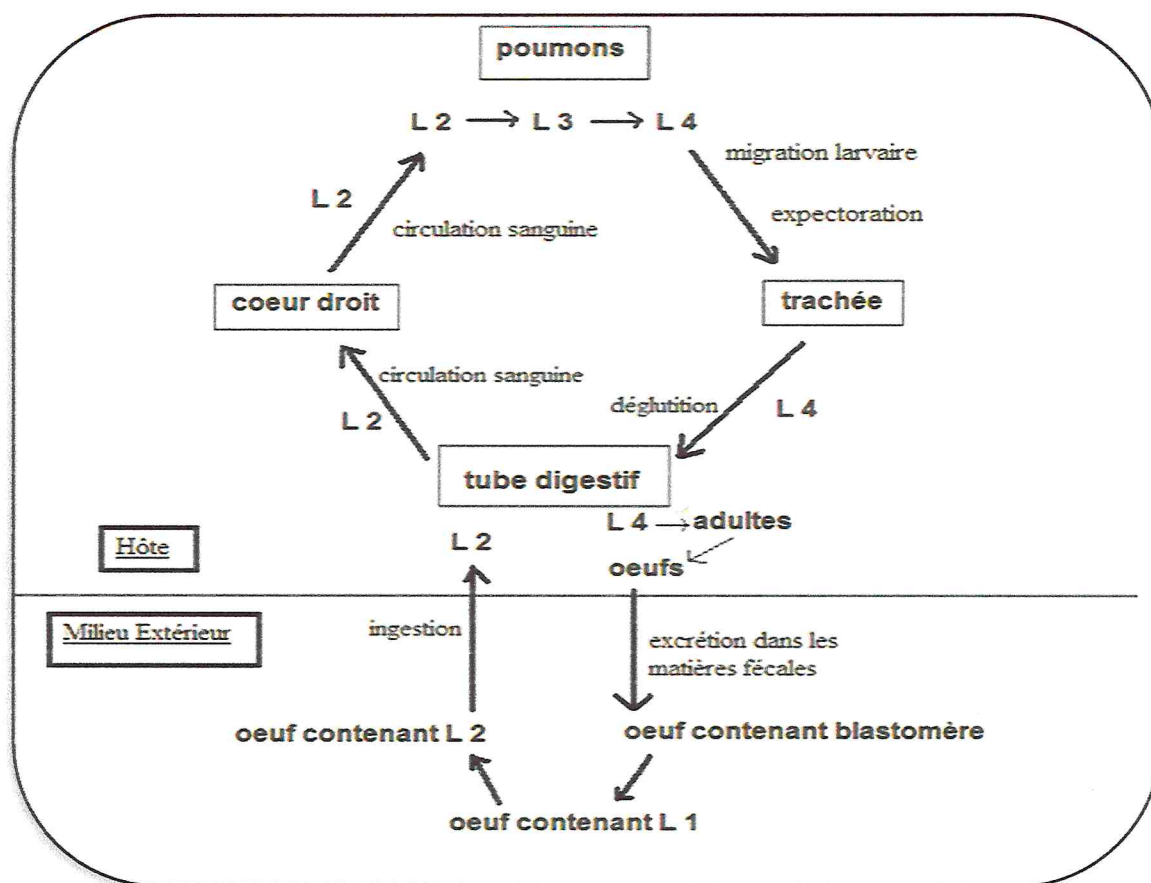 poumons
L 2 → L 3 → L 4
migration larvaire
L 2
expectoration
circulation sanguine
coeur droit
trachée
circulation sanguine
L 2
déglutition
L 4
tube digestif
L 4 → adultes
L 2
Hôte
oeufs
Milieu Extérieur
ingestion
excrétion dans les
matières fécales
oeuf contenant L 2
oeuf contenant blastomère
oeuf contenant L 1